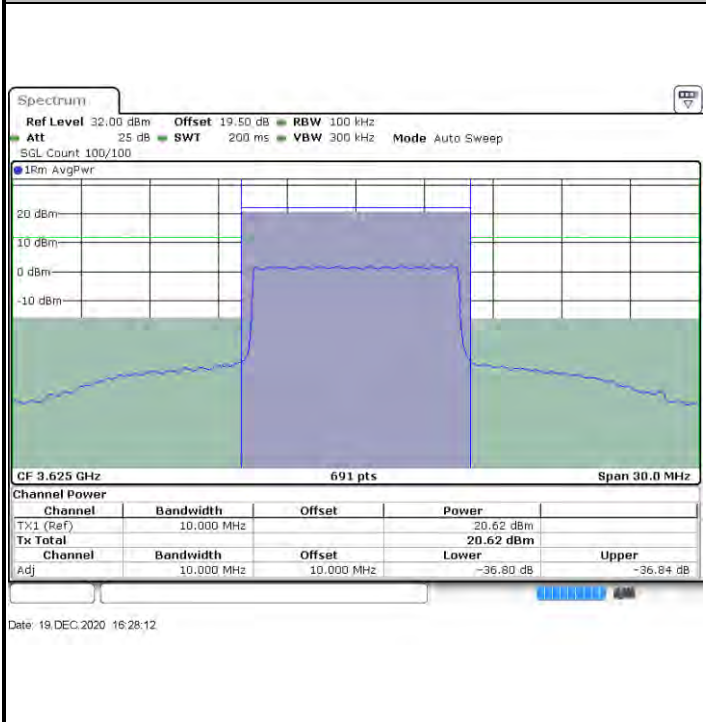 Spectrum
Ref Level 32.00 dBm Offset 19.50 dB RBW 100 kHz
Att 25 dB SWT 200 ms VBW 300 kHz Mode Auto Sweep
SGL Count 100/100
1Rm AvgPwr
20 dBm
10 dBm
0 dBm
-10 dBm
CF 3.625 GHz 691 pts Span 30.0 MHz
Channel Power
Channel Bandwidth Offset Power
TX1 (Ref) 10.000 MHz 20.62 dBm
Tx Total 20.62 dBm
Channel Bandwidth Offset Lower Upper
Adj 10.000 MHz 10.000 MHz -36.80 dB -36.84 dB
Date: 19.DEC.2020 16:28:12